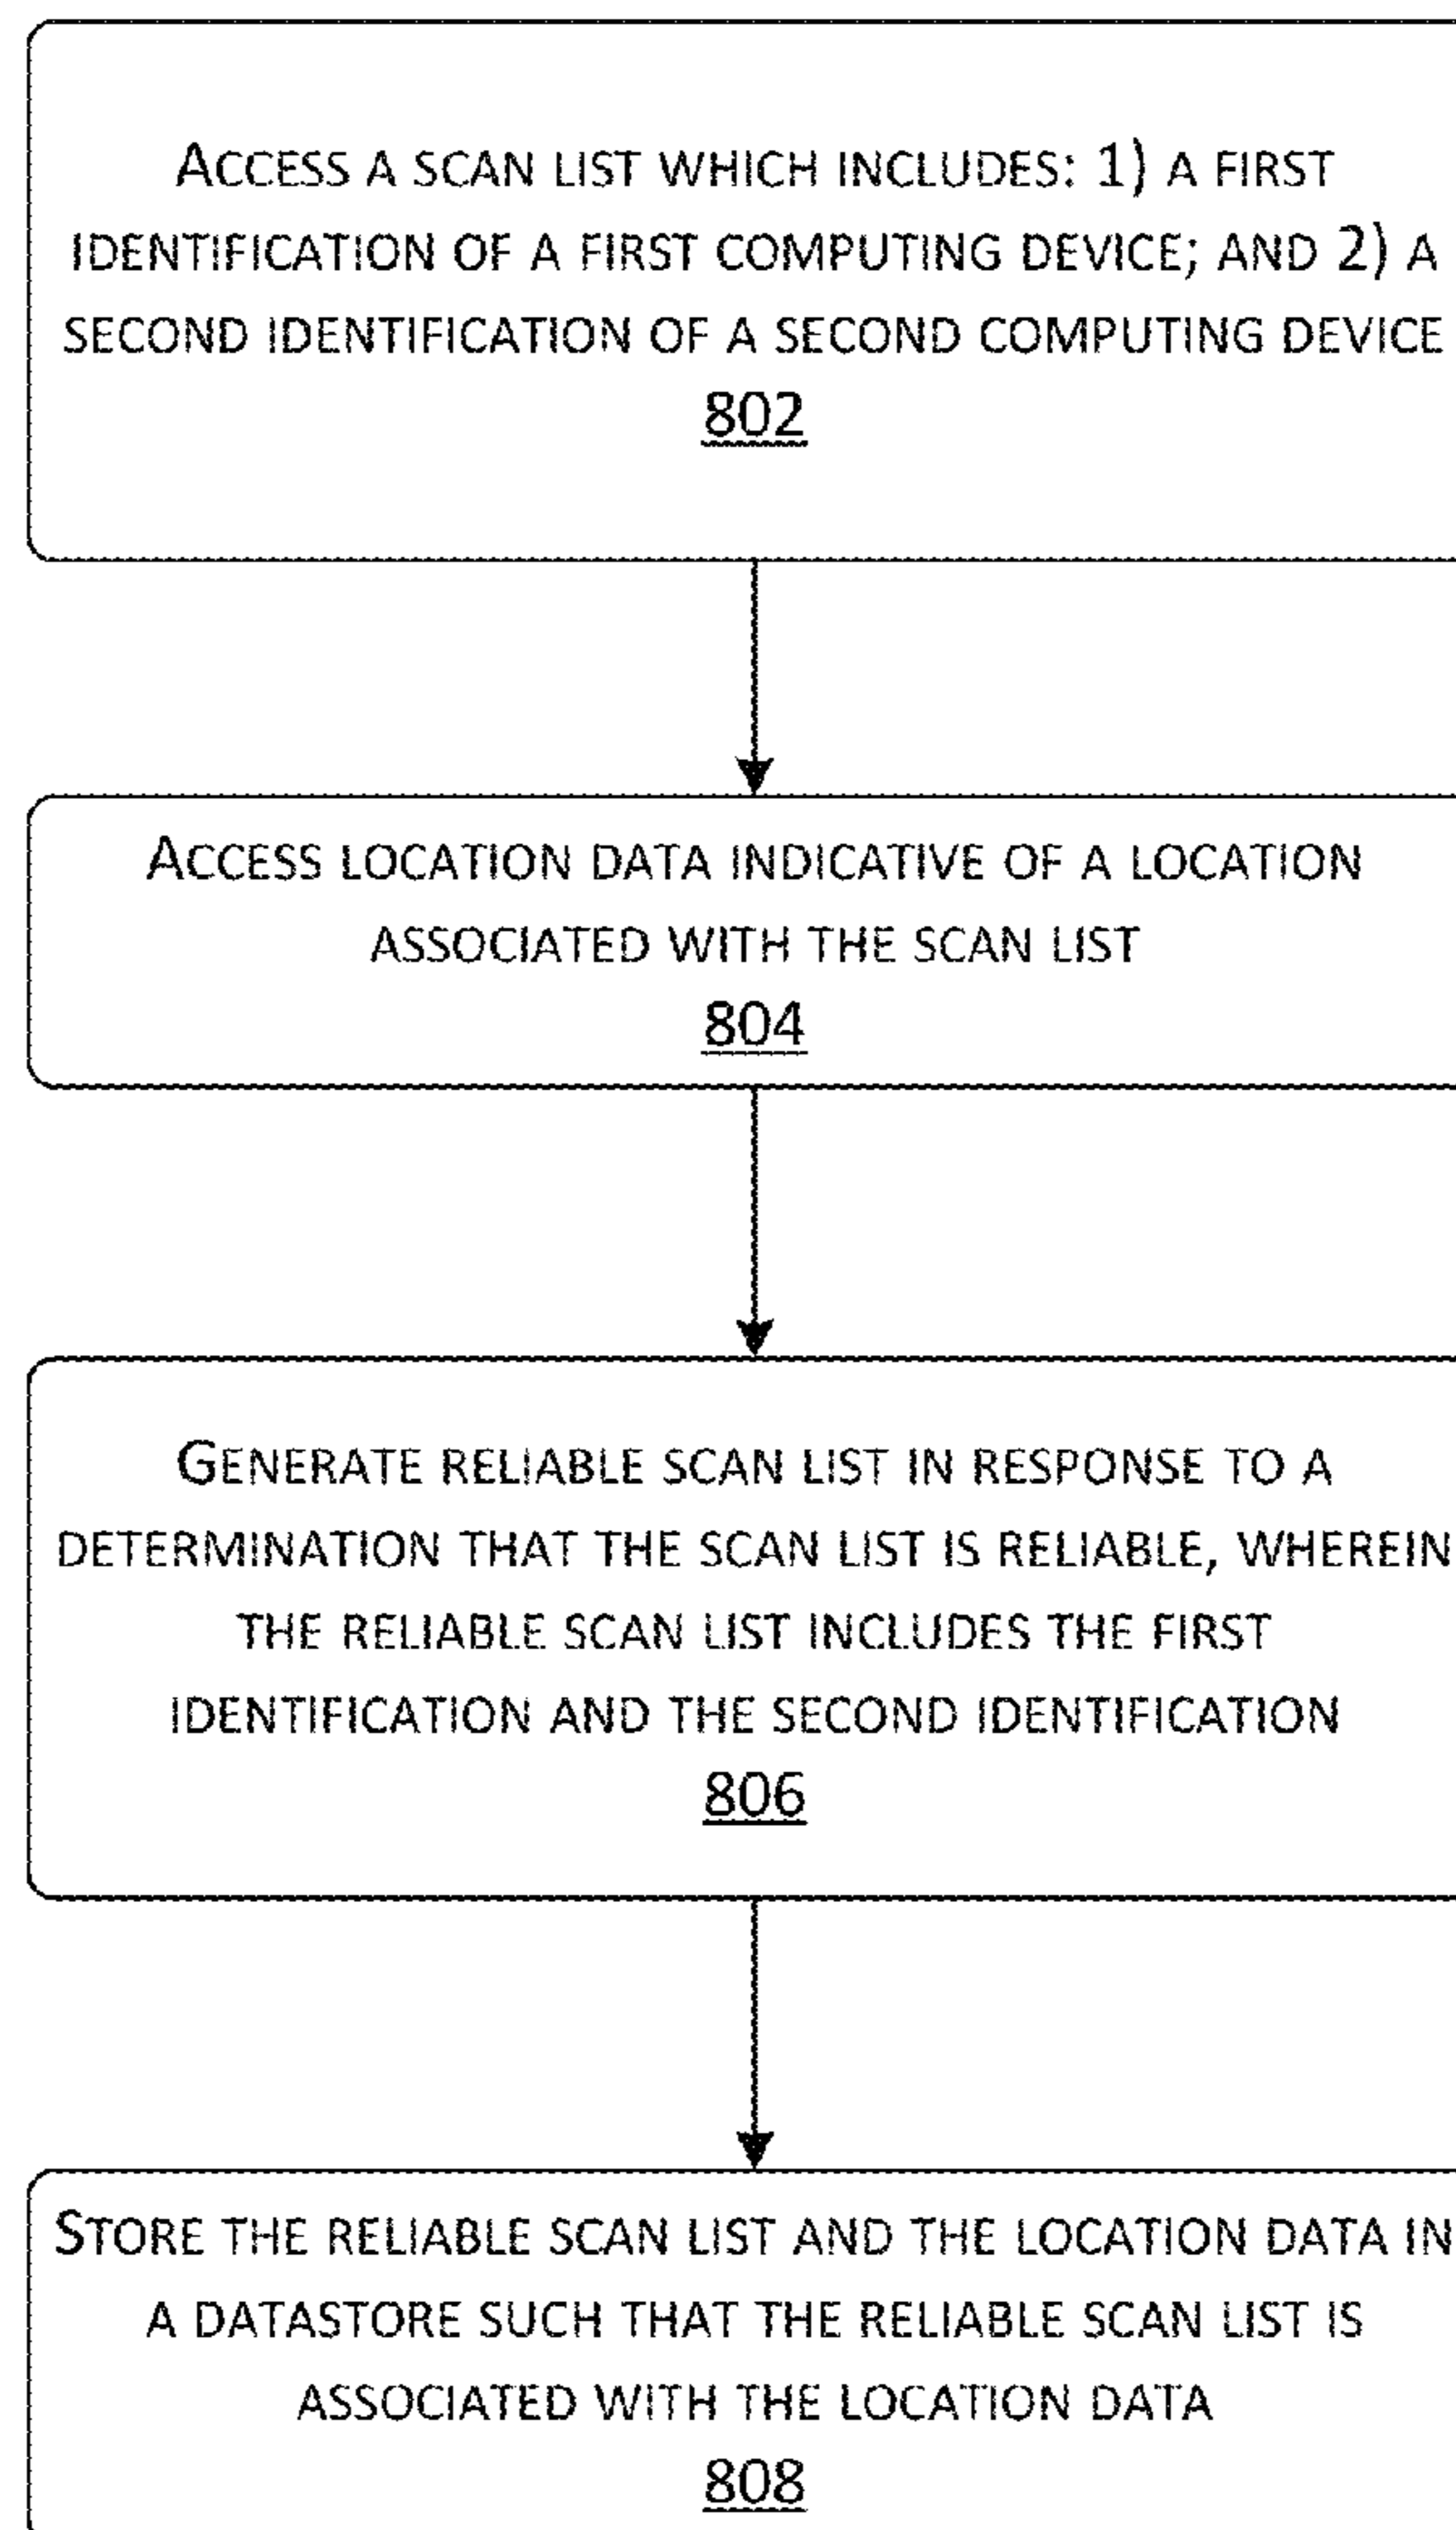 ACCESS A SCAN LIST WHICH INCLUDES: 1) A FIRST
IDENTIFICATION OF A FIRST COMPUTING DEVICE; AND 2) A
SECOND IDENTIFICATION OF A SECOND COMPUTING DEVICE
802
ACCESS LOCATION DATA INDICATIVE OF A LOCATION
ASSOCIATED WITH THE SCAN LIST
804
GENERATE RELIABLE SCAN LIST IN RESPONSE TO A
DETERMINATION THAT THE SCAN LIST IS RELIABLE, WHEREIN
THE RELIABLE SCAN LIST INCLUDES THE FIRST
IDENTIFICATION AND THE SECOND IDENTIFICATION
806
STORE THE RELIABLE SCAN LIST AND THE LOCATION DATA IN
A DATASTORE SUCH THAT THE RELIABLE SCAN LIST IS
ASSOCIATED WITH THE LOCATION DATA
808